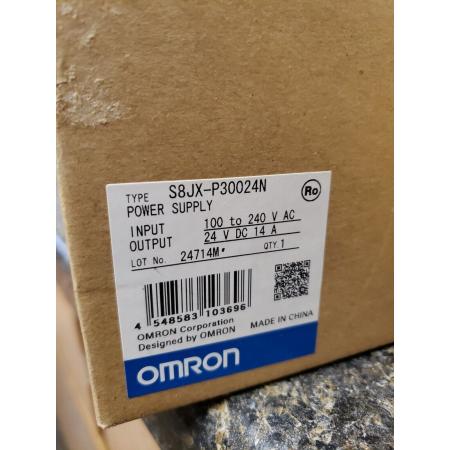 TYPE S8JX-P30024N Ro
POWER SUPPLY
INPUT 100 to 240 V AC
OUTPUT 24 V DC 14 A
LOT No. 24714M* QTY.1
4 548583 103696
OMRON Corporation
Designed by OMRON MADE IN CHINA
OMRON